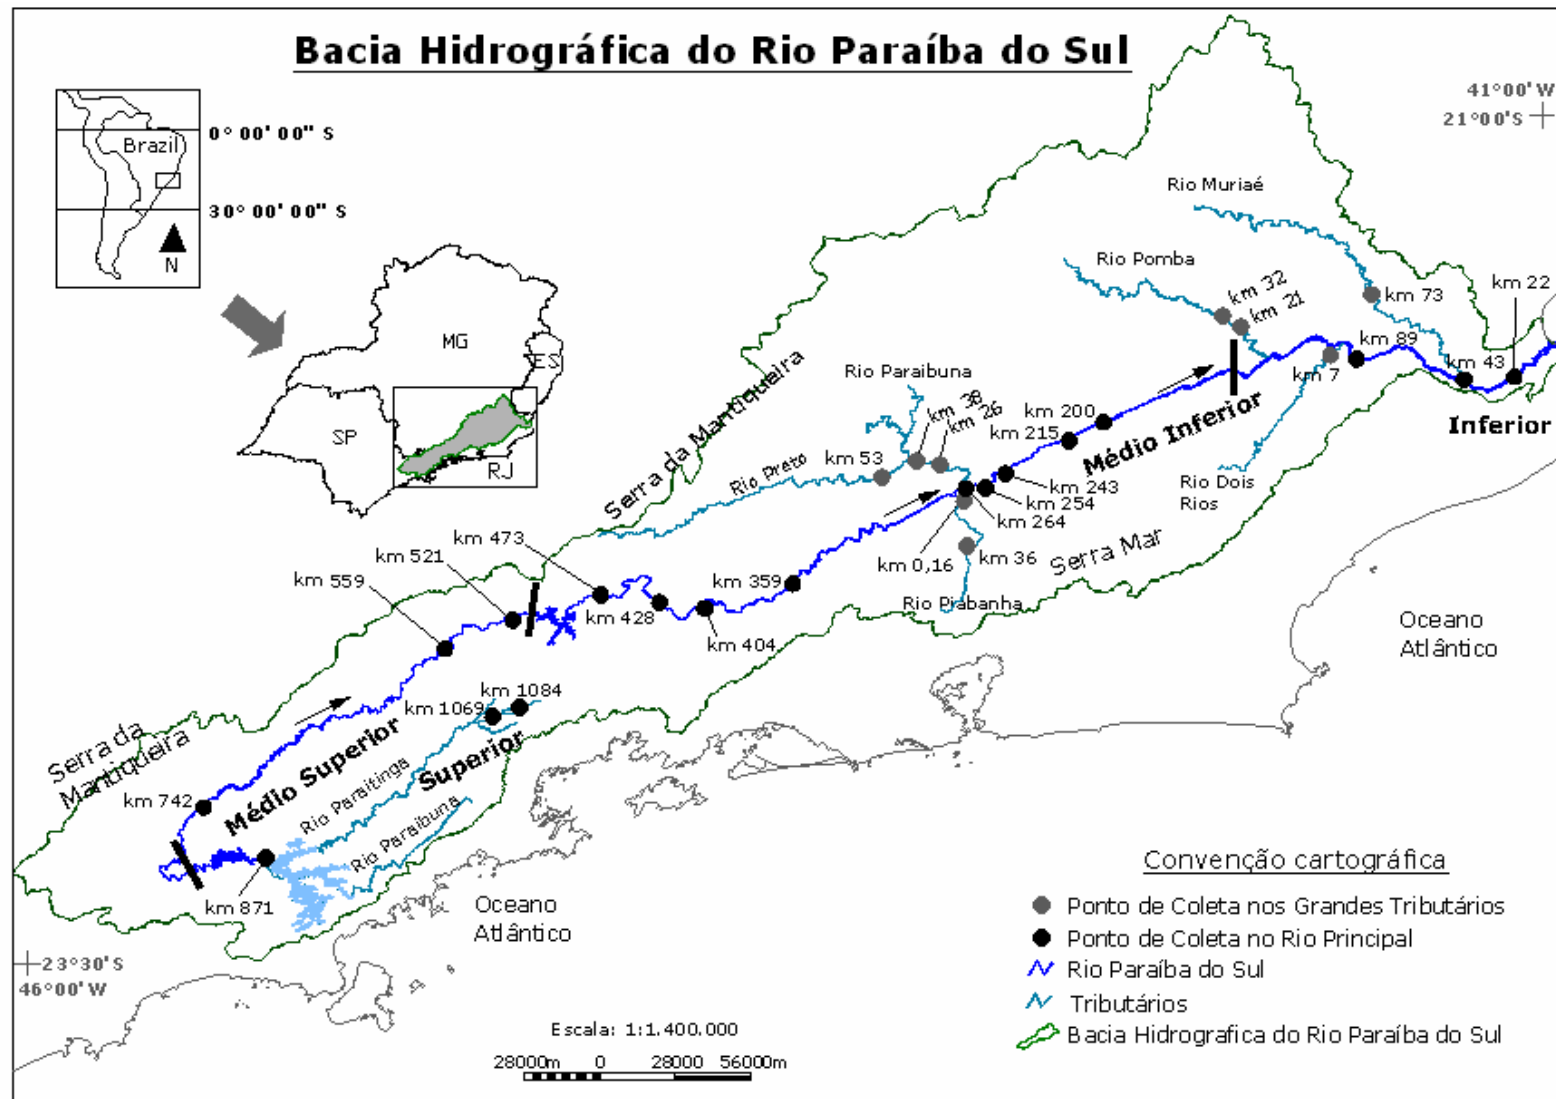 Bacia Hidrográfica do Rio Paraíba do Sul
41°00' W
21°00'S
0° 00' 00" S
Brazil
30° 00' 00" S
N
MG
ES
SP
RJ
Rio Muriaé
Rio Pomba
km 32
km 21
km 73
km 22
km 89
km 43
km 7
Inferior
Rio Paraibuna
km 38
km 26
km 200
km 215
Médio Inferior
Serra da Mantiqueira
km 53
Rio Preto
Rio Dois
Rios
km 243
km 254
km 264
km 0,16
km 36
Serra Mar
Rio Piabanha
km 473
km 521
km 559
km 359
km 428
km 404
Oceano
Atlântico
km 1084
km 1069
Serra da
Mantiqueira
Médio Superior
Superior
km 742
Rio Paraitinga
Rio Paraibuna
km 871
Oceano
Atlântico
23°30'S
46°00' W
Convenção cartográfica
Ponto de Coleta nos Grandes Tributários
Ponto de Coleta no Rio Principal
Rio Paraíba do Sul
Tributários
Bacia Hidrografica do Rio Paraíba do Sul
Escala: 1:1.400.000
28000m 0 28000 56000m